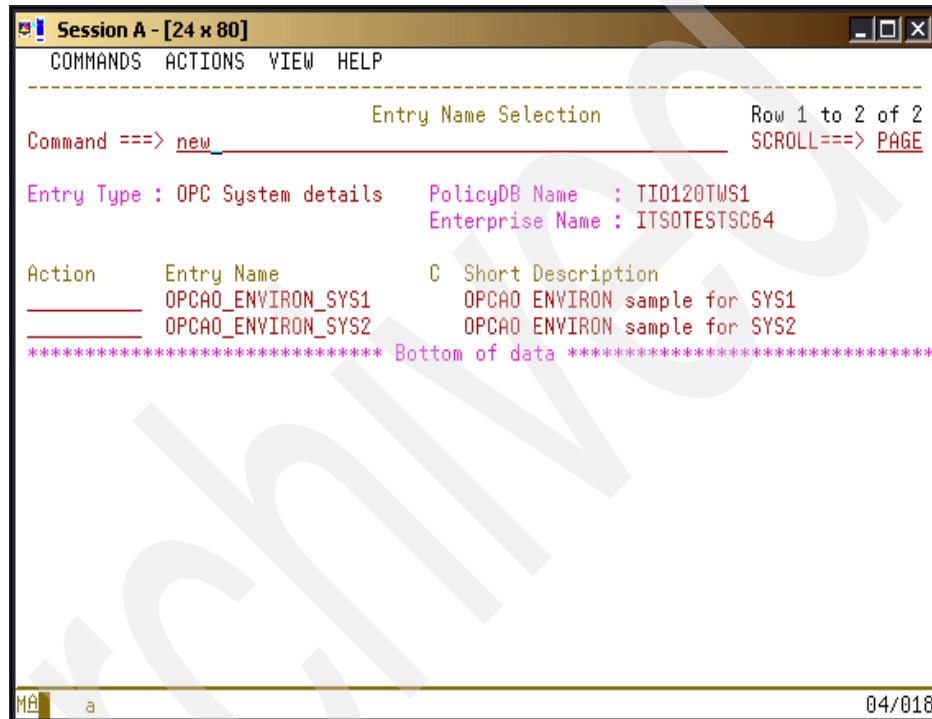 Session A - [24 x 80]
COMMANDS ACTIONS VIEW HELP
--------------------------------------------------------------------------------
Entry Name Selection Row 1 to 2 of 2
Command ===> new_ SCROLL===> PAGE
Entry Type : OPC System details PolicyDB Name : TIO120TWS1
Enterprise Name : ITSOTESTSC64
Action Entry Name C Short Description
OPCAO_ENVIRON_SYS1 OPCAO ENVIRON sample for SYS1
OPCAO_ENVIRON_SYS2 OPCAO ENVIRON sample for SYS2
******************************* Bottom of data ********************************
MA a 04/018
Archived